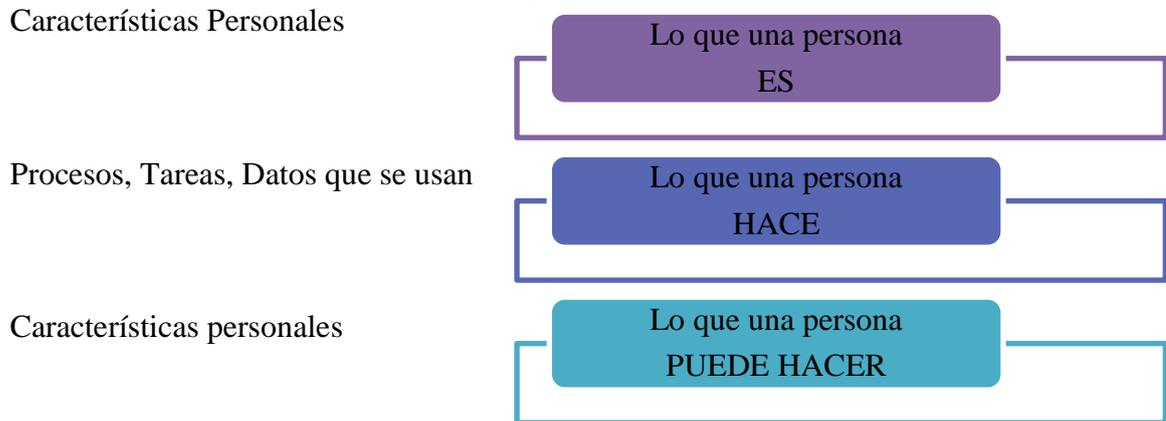 Características Personales
Lo que una persona
ES
Procesos, Tareas, Datos que se usan
Lo que una persona
HACE
Características personales
Lo que una persona
PUEDE HACER